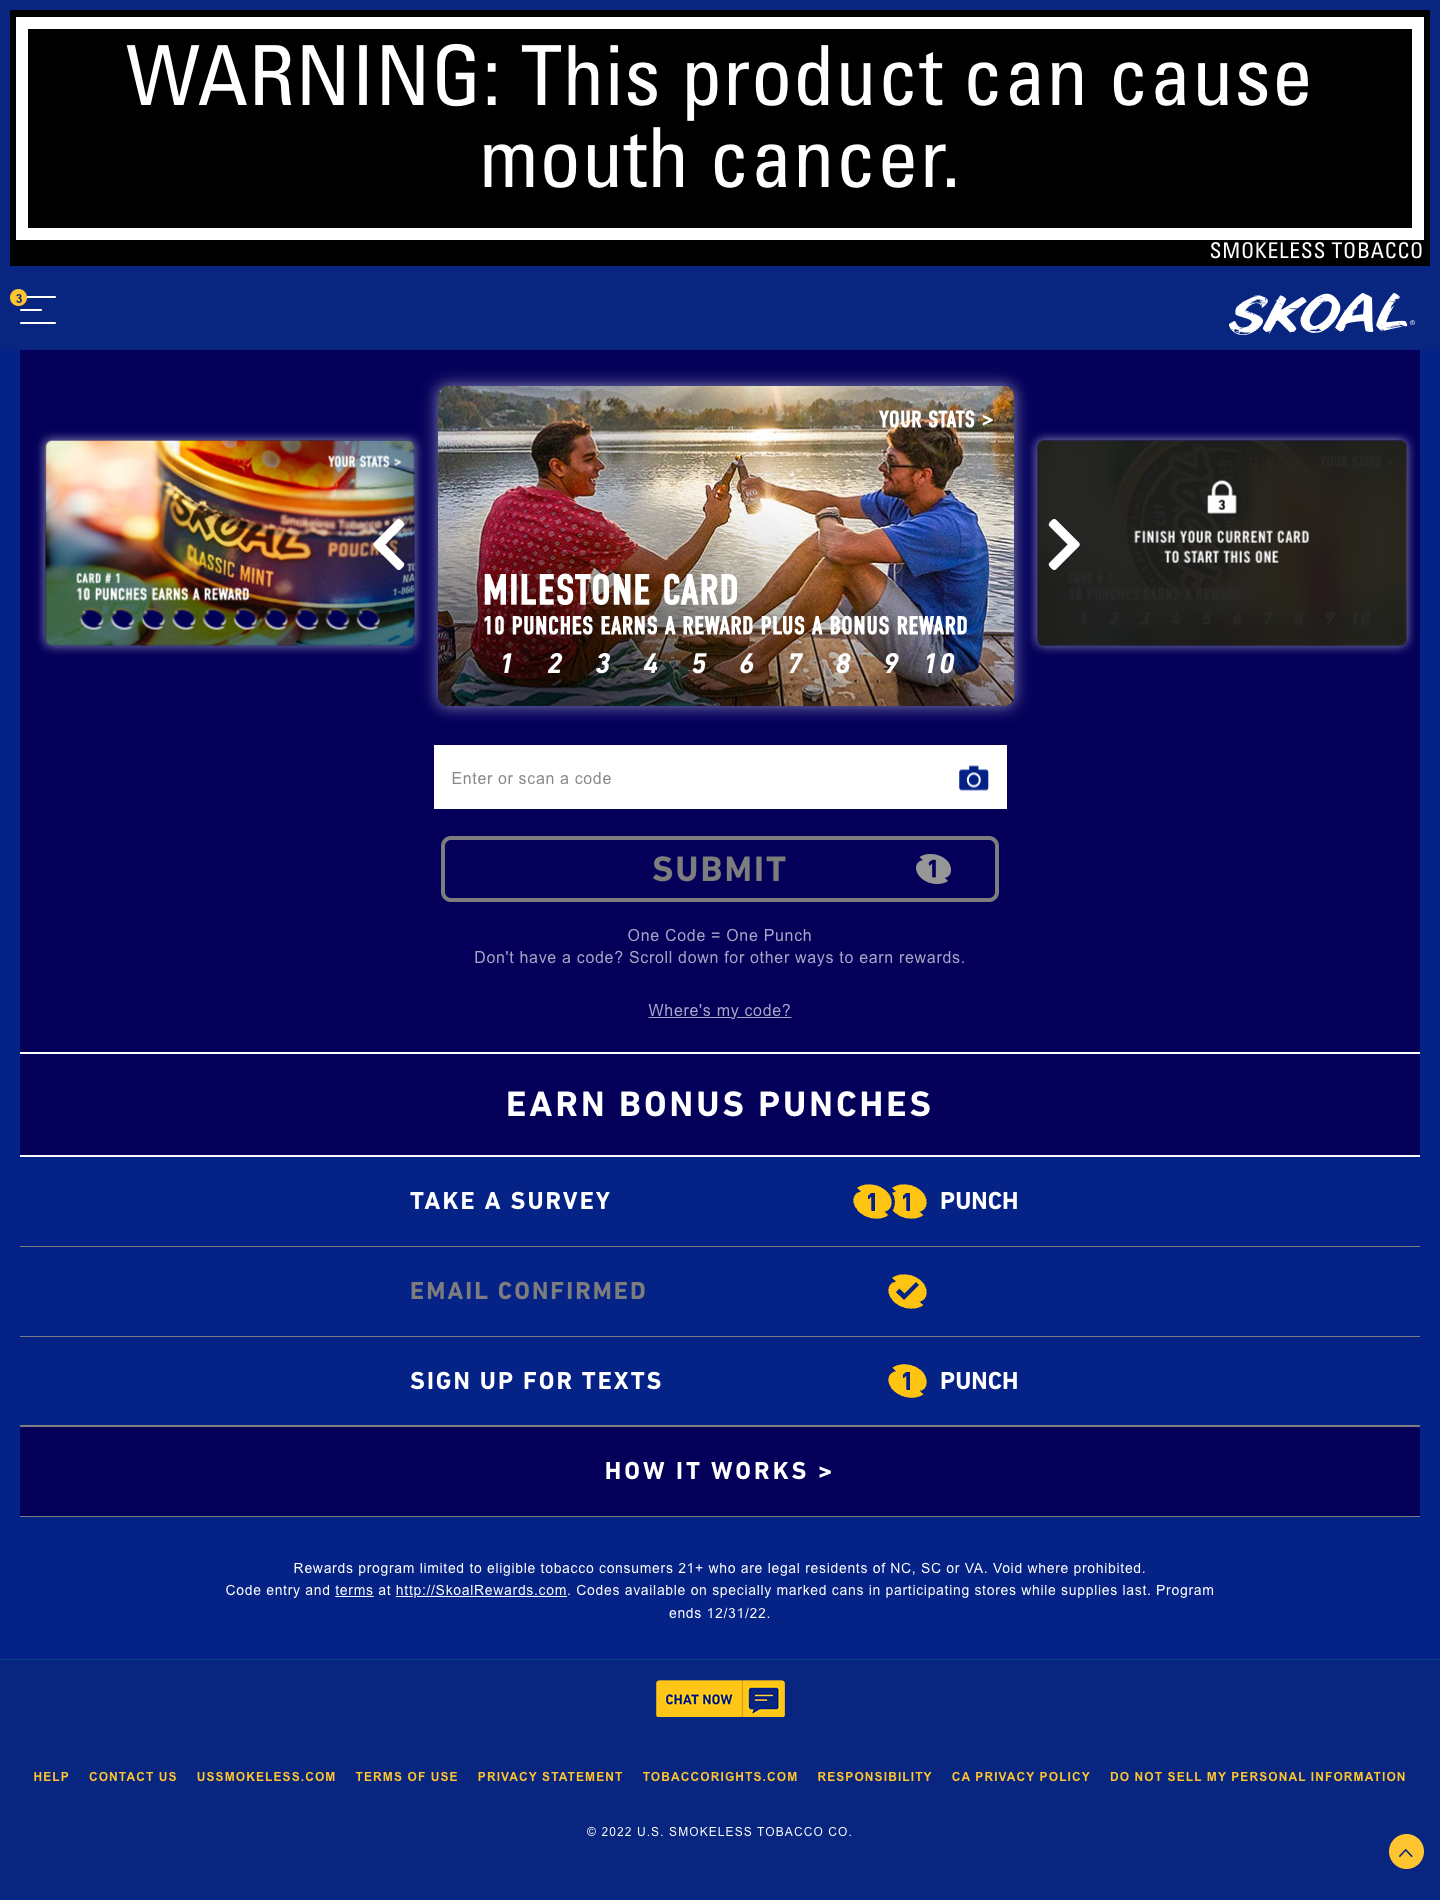 WARNING: This product can cause
mouth cancer.
SMOKELESS TOBACCO
3
SKOAL
YOUR STATS >
Smokeless Tobacco
SKOAL
POUCHES
CLASSIC MINT
CARD # 1
10 PUNCHES EARNS A REWARD
YOUR STATS >
MILESTONE CARD
10 PUNCHES EARNS A REWARD PLUS A BONUS REWARD
1 2 3 4 5 6 7 8 9 10
YOUR STATS >
3
FINISH YOUR CURRENT CARD
TO START THIS ONE
10 PUNCHES EARNS A REWARD
1 2 3 4 5 6 7 8 9 10
Enter or scan a code
SUBMIT 1
One Code = One Punch
Don't have a code? Scroll down for other ways to earn rewards.
Where's my code?
EARN BONUS PUNCHES
TAKE A SURVEY 1 1 PUNCH
EMAIL CONFIRMED
SIGN UP FOR TEXTS 1 PUNCH
HOW IT WORKS >
Rewards program limited to eligible tobacco consumers 21+ who are legal residents of NC, SC or VA. Void where prohibited.
Code entry and terms at http://SkoalRewards.com. Codes available on specially marked cans in participating stores while supplies last. Program
ends 12/31/22.
CHAT NOW
HELP CONTACT US USSMOKELESS.COM TERMS OF USE PRIVACY STATEMENT TOBACCORIGHTS.COM RESPONSIBILITY CA PRIVACY POLICY DO NOT SELL MY PERSONAL INFORMATION
© 2022 U.S. SMOKELESS TOBACCO CO.